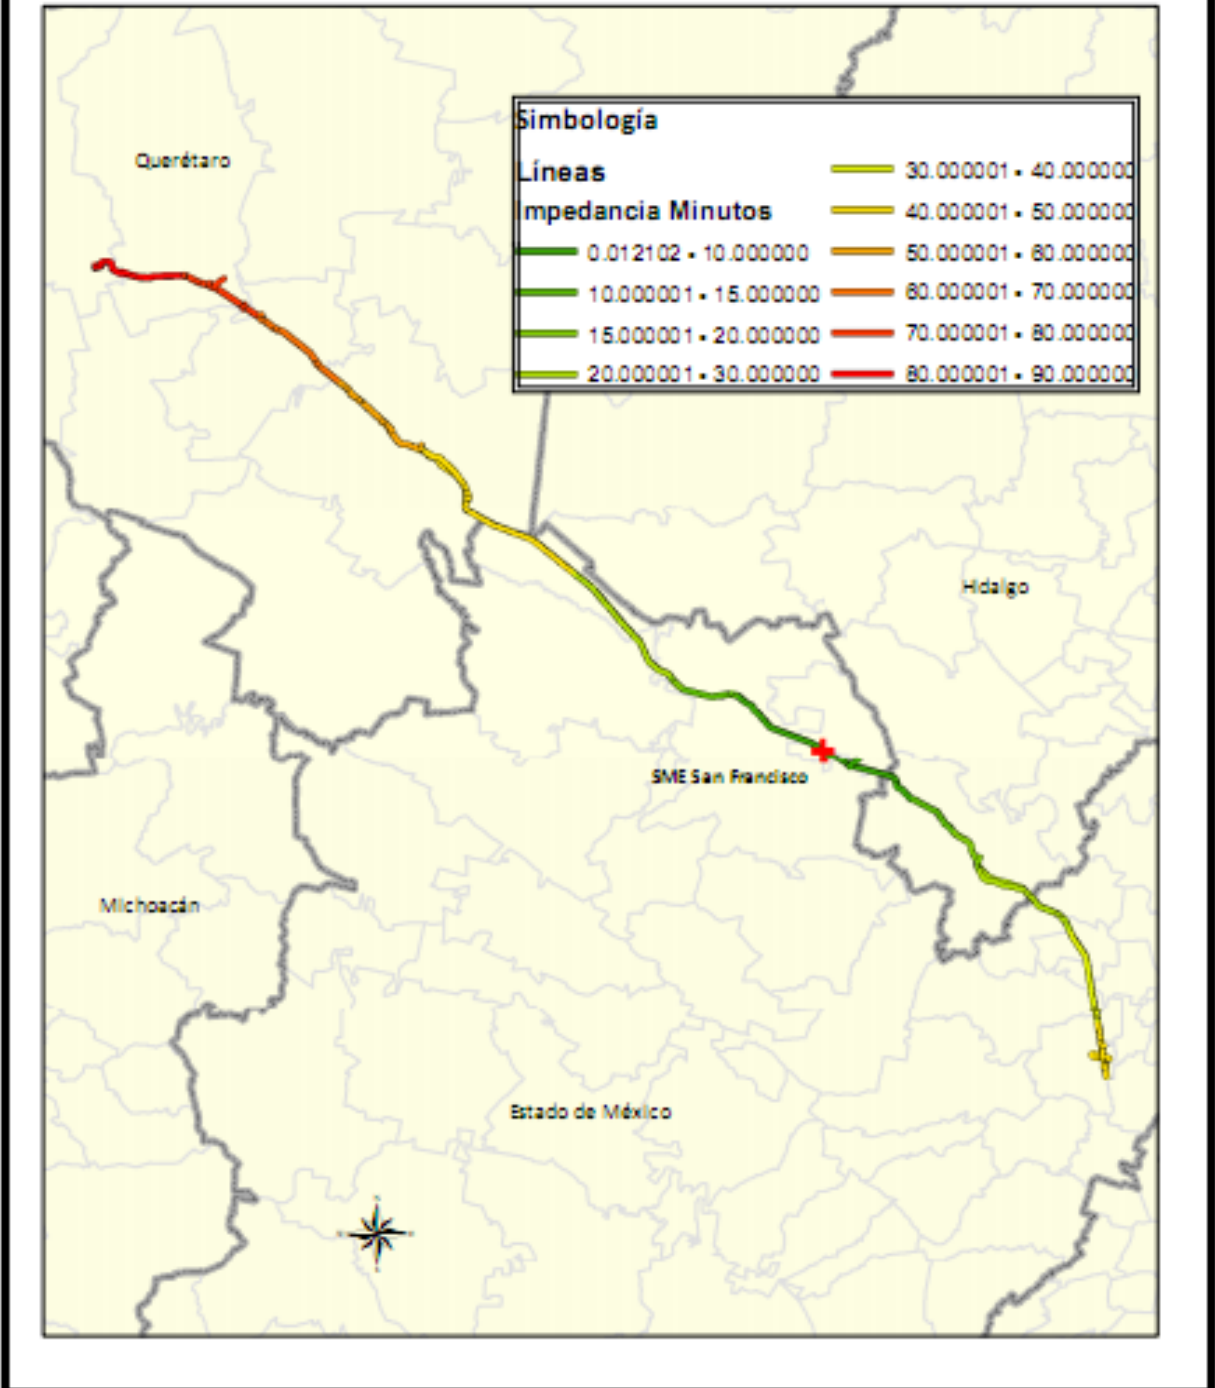 Simbología
Líneas
Impedancia Minutos
0.012102 - 10.000000
10.000001 - 15.000000
15.000001 - 20.000000
20.000001 - 30.000000
30.000001 - 40.000000
40.000001 - 50.000000
50.000001 - 60.000000
60.000001 - 70.000000
70.000001 - 80.000000
80.000001 - 90.000000
Querétaro
Hidalgo
SME San Francisco
Michoacán
Estado de México